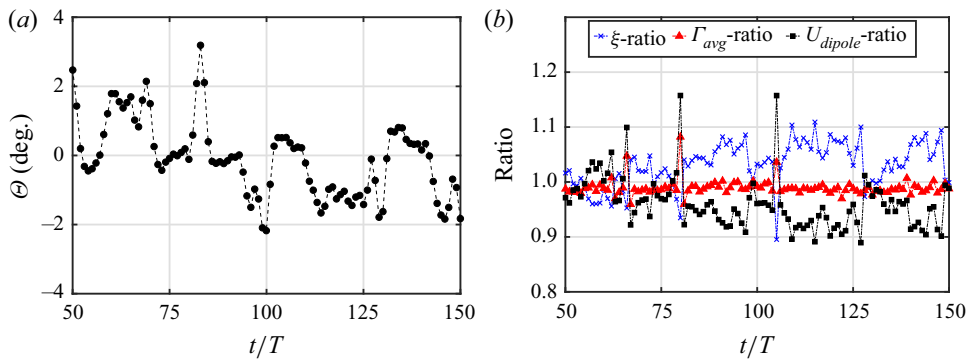 (a)
4
2
0
−2
−4
Θ (deg.)
50 75 100 125 150
t/T
(b)
ξ-ratio Γavg-ratio Udipole-ratio
1.2
1.1
1.0
0.9
0.8
Ratio
50 75 100 125 150
t/T